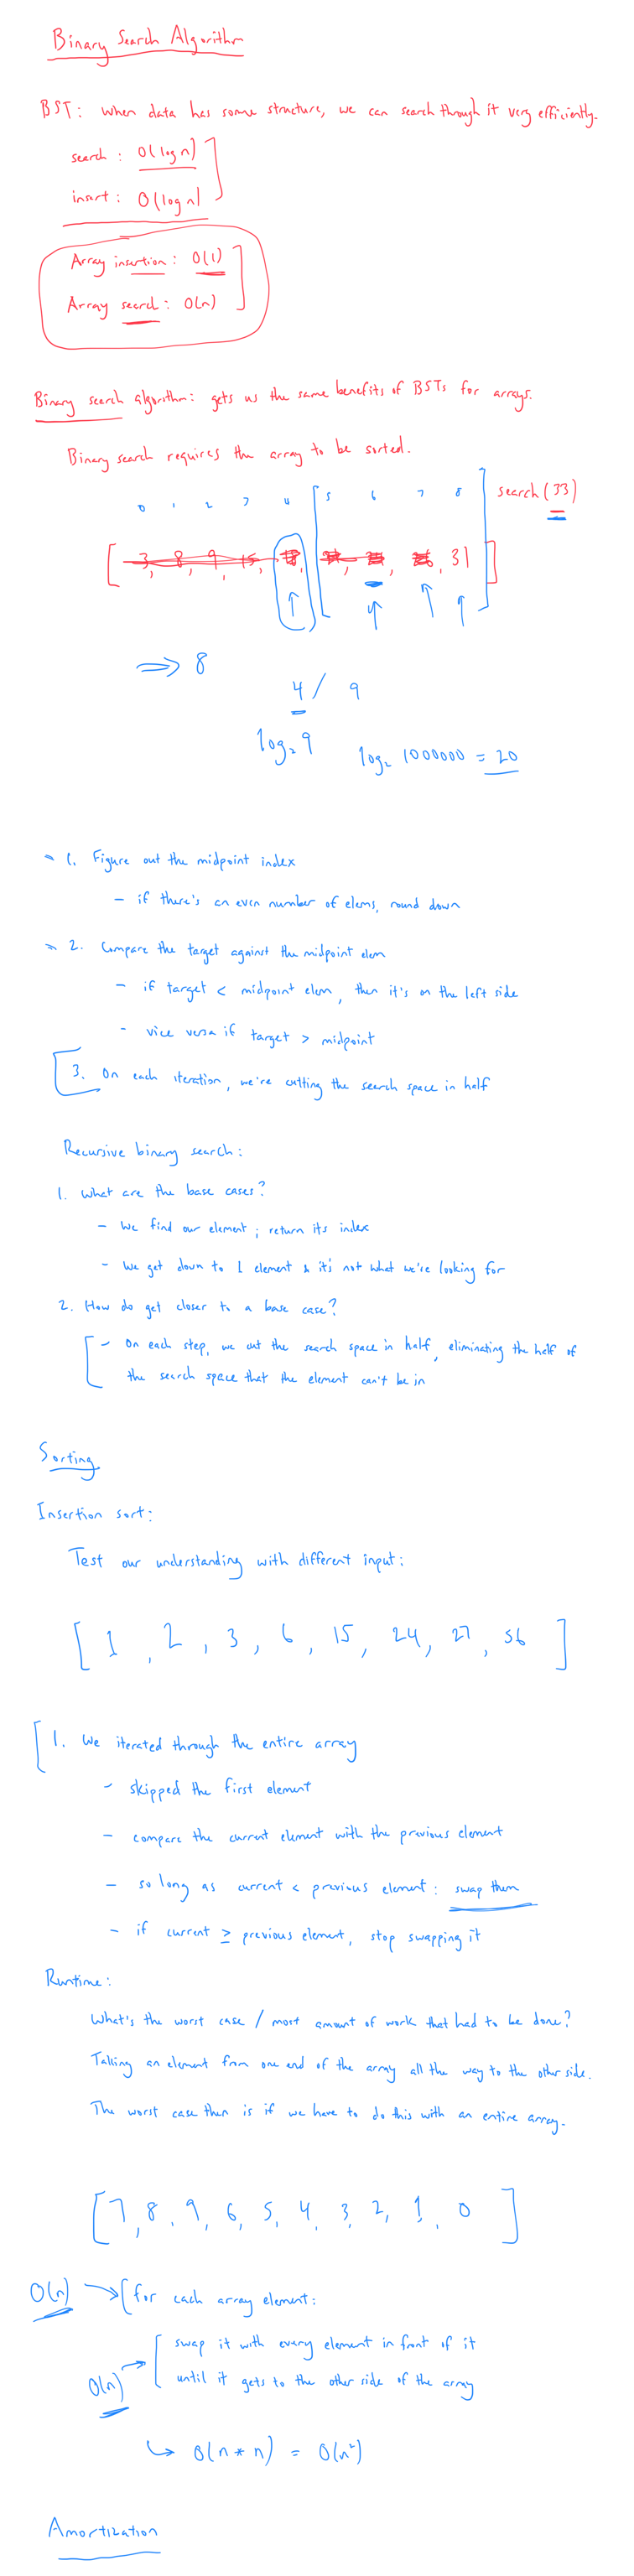 Binary Search Algorithm
BST: When data has some structure, we can search through it very efficiently.
search: O(log n)
insert: O(log n)
Array insertion: O(1)
Array search: O(n)
Binary search algorithm: gets us the same benefits of BSTs for arrays.
Binary search requires the array to be sorted.
0 1 2 3 4 5 6 7 8 search(33)
[3, 8, 9, 15, , , , , 31]
⇒ 8
4 / 9
log₂ 9 log₂ 1000000 = 20
1. Figure out the midpoint index
- if there's an even number of elems, round down
2. Compare the target against the midpoint elem
- if target < midpoint elem, then it's on the left side
- vice versa if target > midpoint
3. On each iteration, we're cutting the search space in half
Recursive binary search:
1. What are the base cases?
- We find our element; return its index
- We get down to 1 element & it's not what we're looking for
2. How do get closer to a base case?
- On each step, we cut the search space in half, eliminating the half of
the search space that the element can't be in
Sorting
Insertion sort:
Test our understanding with different input:
[1, 2, 3, 6, 15, 24, 27, 56]
1. We iterated through the entire array
- skipped the first element
- compare the current element with the previous element
- so long as current < previous element: swap them
- if current ≥ previous element, stop swapping it
Runtime:
What's the worst case / most amount of work that had to be done?
Taking an element from one end of the array all the way to the other side.
The worst case then is if we have to do this with an entire array.
[7, 8, 9, 6, 5, 4, 3, 2, 1, 0]
O(n) → for each array element:
swap it with every element in front of it
O(n) → until it gets to the other side of the array
↳ O(n * n) = O(n²)
Amortization